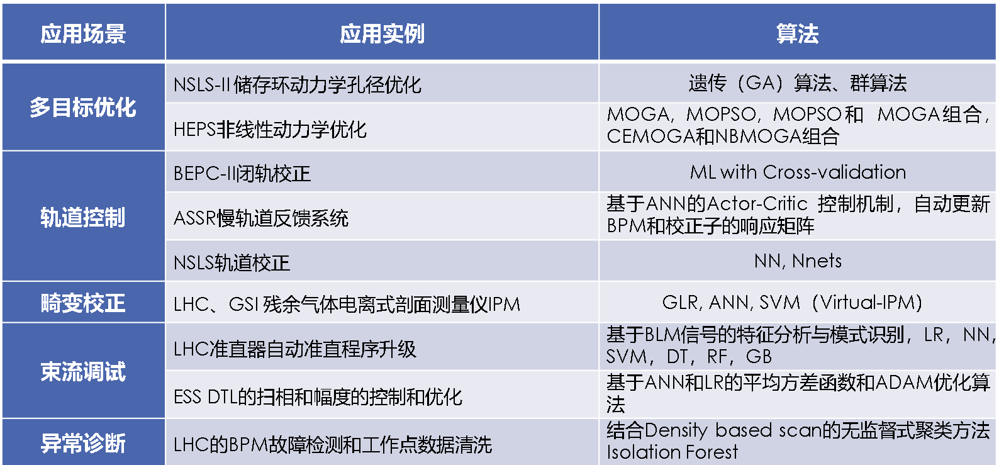 应用场景 应用实例 算法
多目标优化
NSLS-II 储存环动力学孔径优化 遗传（GA）算法、群算法
HEPS非线性动力学优化
MOGA, MOPSO, MOPSO和 MOGA组合,
CEMOGA和NBMOGA组合
轨道控制
BEPC-II闭轨校正 ML with Cross-validation
ASSR慢轨道反馈系统
基于ANN的Actor-Critic 控制机制，自动更新
BPM和校正子的响应矩阵
NSLS轨道校正 NN, Nnets
畸变校正 LHC、GSI 残余气体电离式剖面测量仪IPM GLR, ANN, SVM（Virtual-IPM）
束流调试
LHC准直器自动准直程序升级
基于BLM信号的特征分析与模式识别，LR，NN,
SVM，DT，RF，GB
ESS DTL的扫相和幅度的控制和优化
基于ANN和LR的平均方差函数和ADAM优化算
法
异常诊断 LHC的BPM故障检测和工作点数据清洗
结合Density based scan的无监督式聚类方法
Isolation Forest